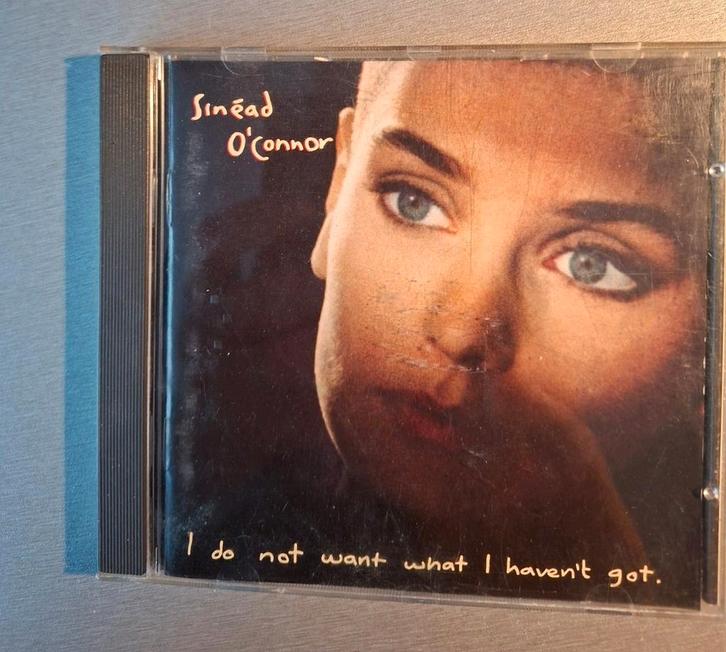 Sinéad
O'Connor
I do not want what I haven't got.